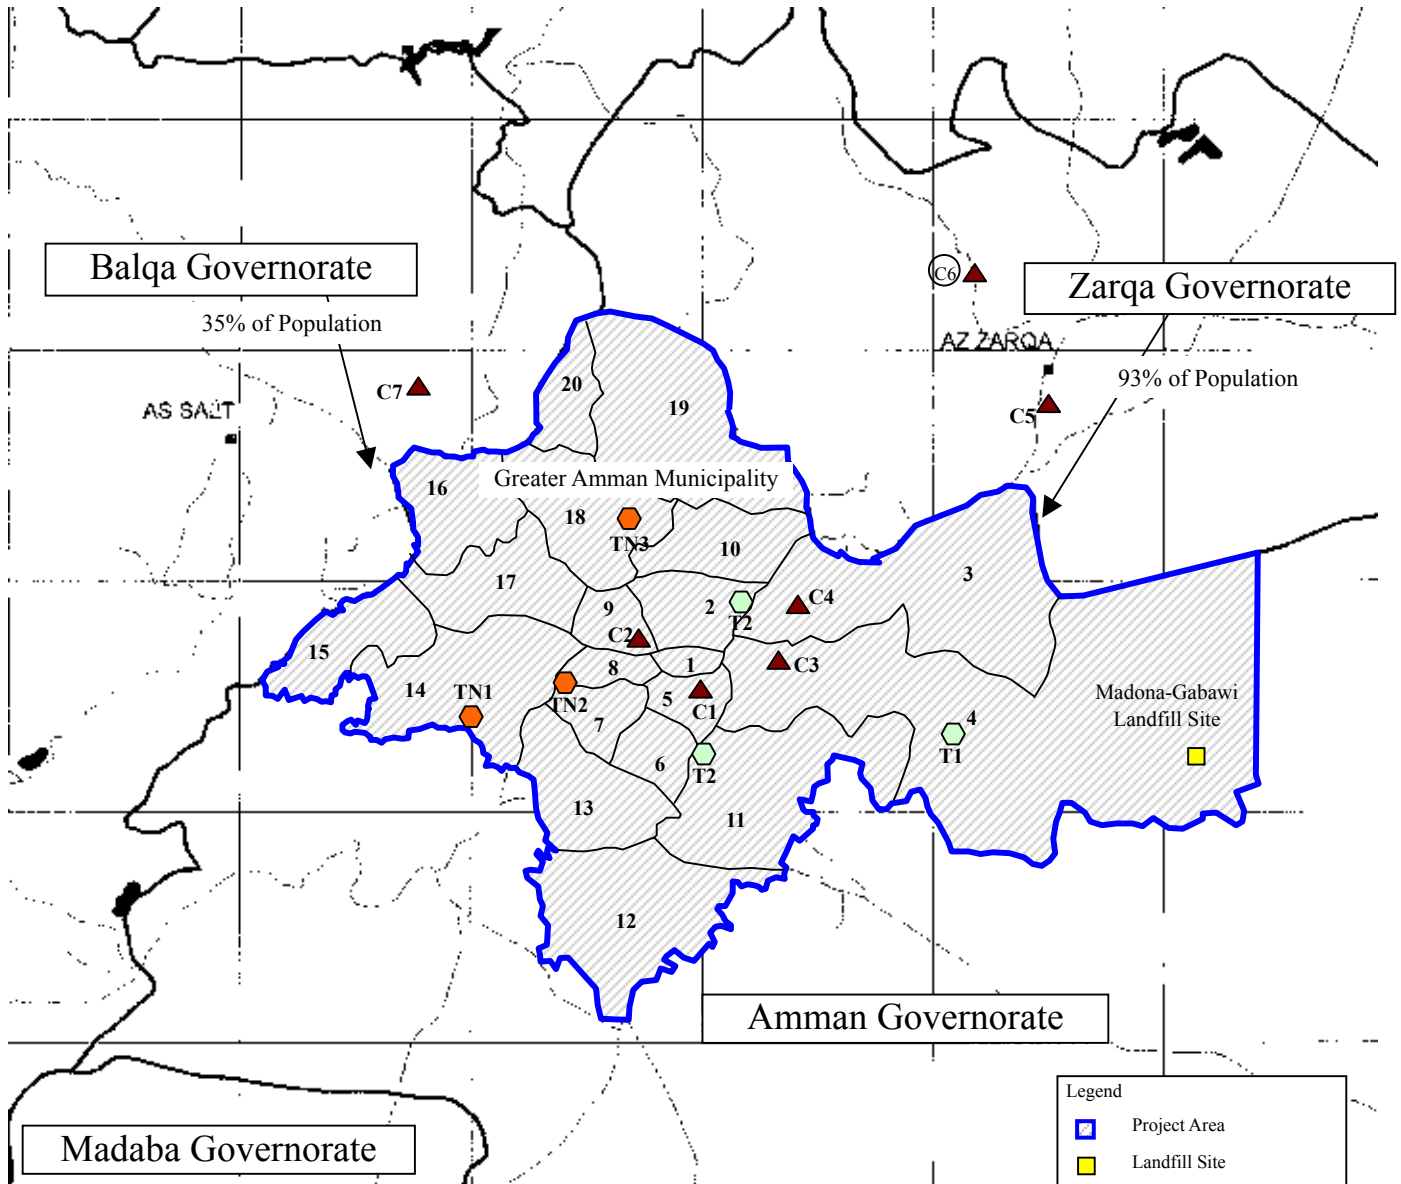 Balqa Governorate
35% of Population
C6
Zarqa Governorate
AZ ZARQA
93% of Population
C7
AS SALT
C5
20
19
Greater Amman Municipality
16
18
TN3
10
3
17
9
2
T2
C4
C2
15
8
1
C3
14
TN1
TN2
5
C1
7
Madona-Gabawi
Landfill Site
4
T1
6
T2
13
11
12
Amman Governorate
Madaba Governorate
Legend
Project Area
Landfill Site